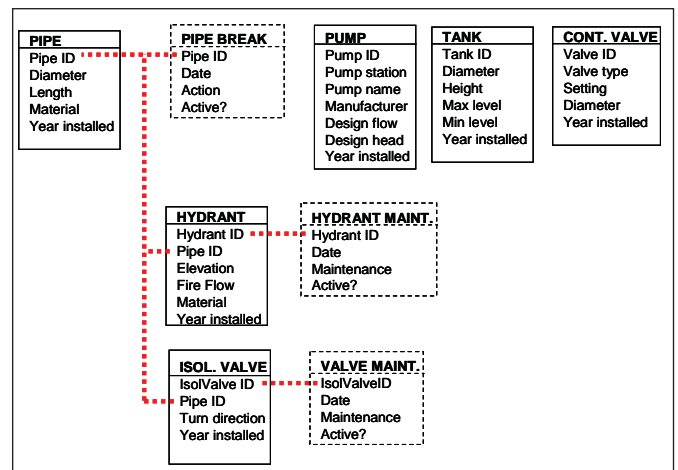 PIPE
Pipe ID
Diameter
Length
Material
Year installed
PIPE BREAK
Pipe ID
Date
Action
Active?
PUMP
Pump ID
Pump station
Pump name
Manufacturer
Design flow
Design head
Year installed
TANK
Tank ID
Diameter
Height
Max level
Min level
Year installed
CONT. VALVE
Valve ID
Valve type
Setting
Diameter
Year installed
HYDRANT
Hydrant ID
Pipe ID
Elevation
Fire Flow
Material
Year installed
HYDRANT MAINT.
Hydrant ID
Date
Maintenance
Active?
ISOL. VALVE
IsolValve ID
Pipe ID
Turn direction
Year installed
VALVE MAINT.
IsolValveID
Date
Maintenance
Active?